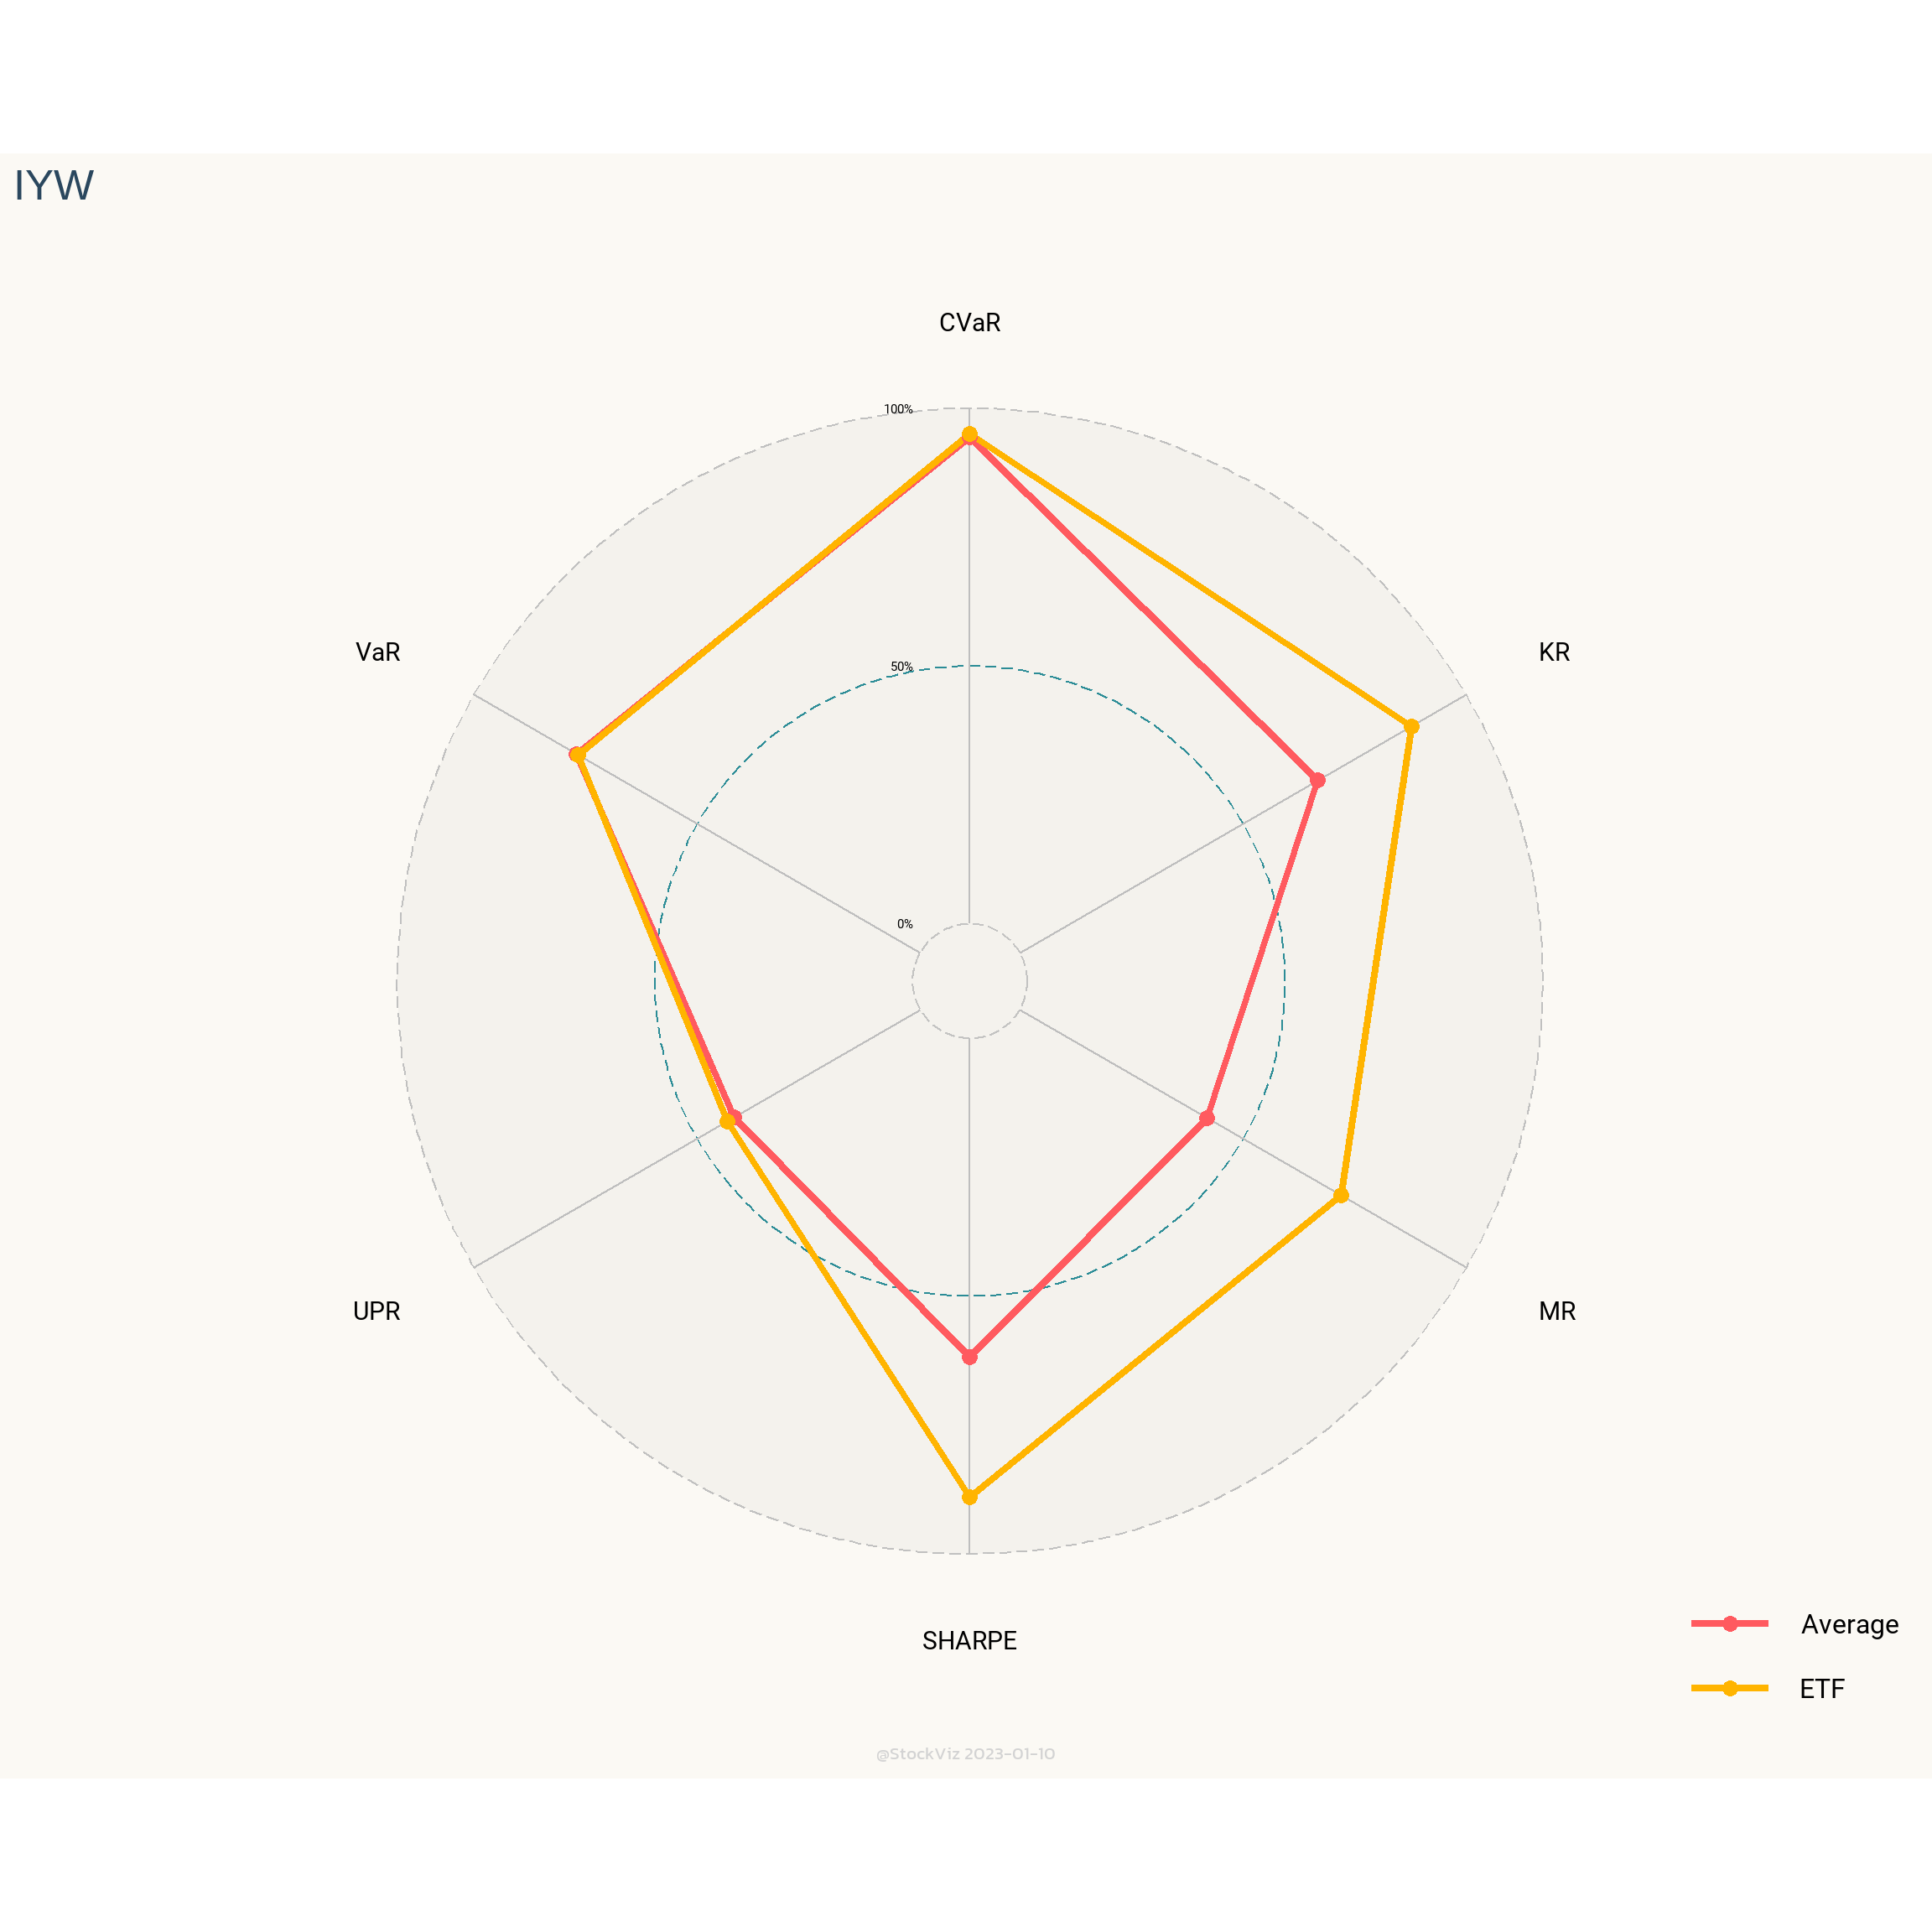 IYW
CVaR
100%
VaR
KR
50%
0%
UPR
MR
SHARPE
Average
ETF
@StockViz 2023-01-10